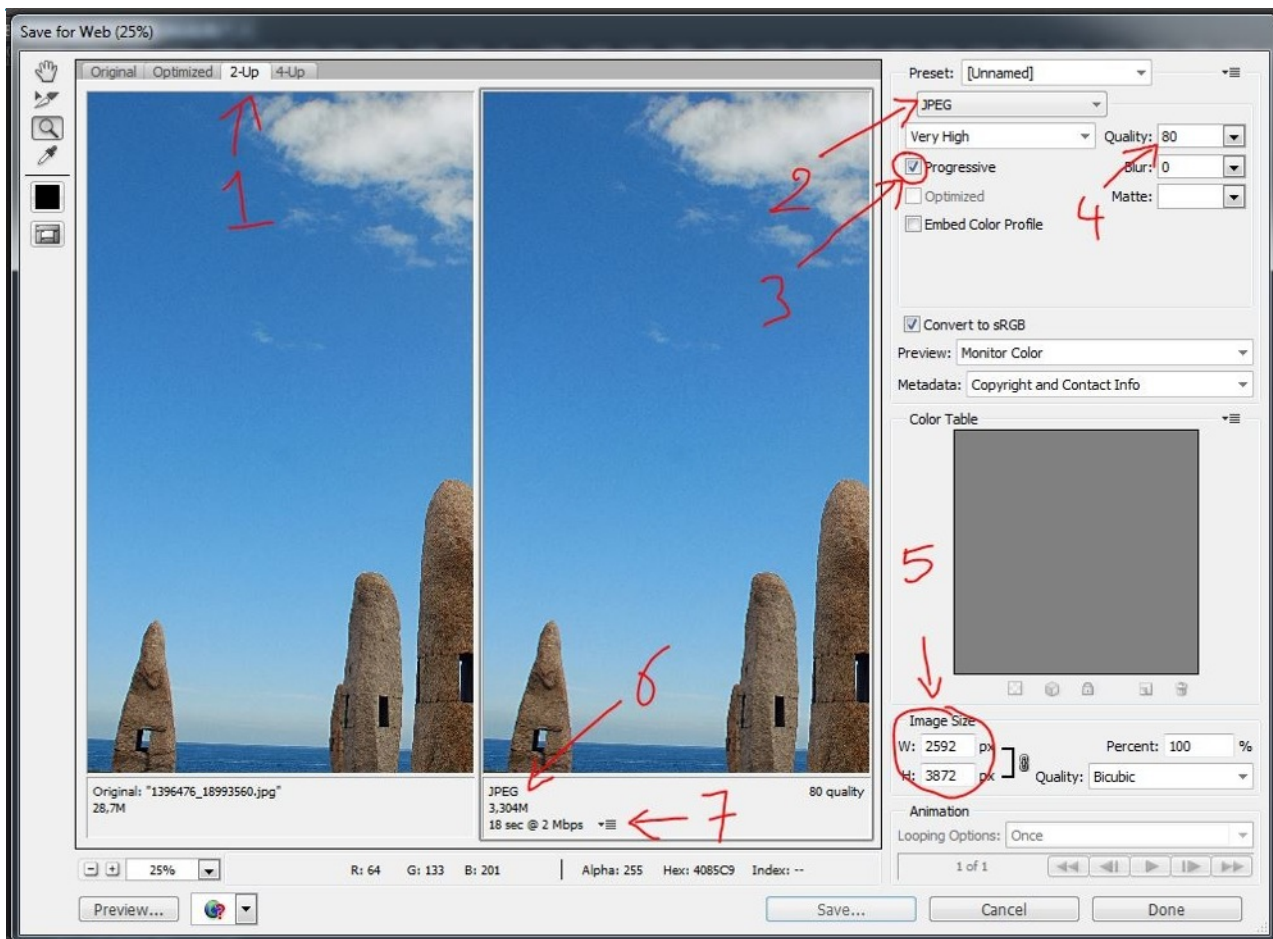 Save for Web (25%)
Original Optimized 2-Up 4-Up
1
2
3
4
5
6
7
Preset: [Unnamed]
JPEG
Very High Quality: 80
Progressive Blur: 0
Optimized Matte:
Embed Color Profile
Convert to sRGB
Preview: Monitor Color
Metadata: Copyright and Contact Info
Color Table
Image Size
W: 2592 px Percent: 100 %
H: 3872 px Quality: Bicubic
Animation
Looping Options: Once
1 of 1
Original: "1396476_18993560.jpg"
28,7M
JPEG 80 quality
3,304M
18 sec @ 2 Mbps
25% R: 64 G: 133 B: 201 Alpha: 255 Hex: 4085C9 Index: --
Preview... Save... Cancel Done